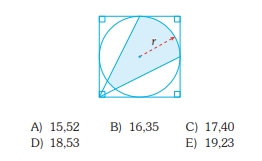 r
A) 15,52 B) 16,35 C) 17,40
D) 18,53 E) 19,23